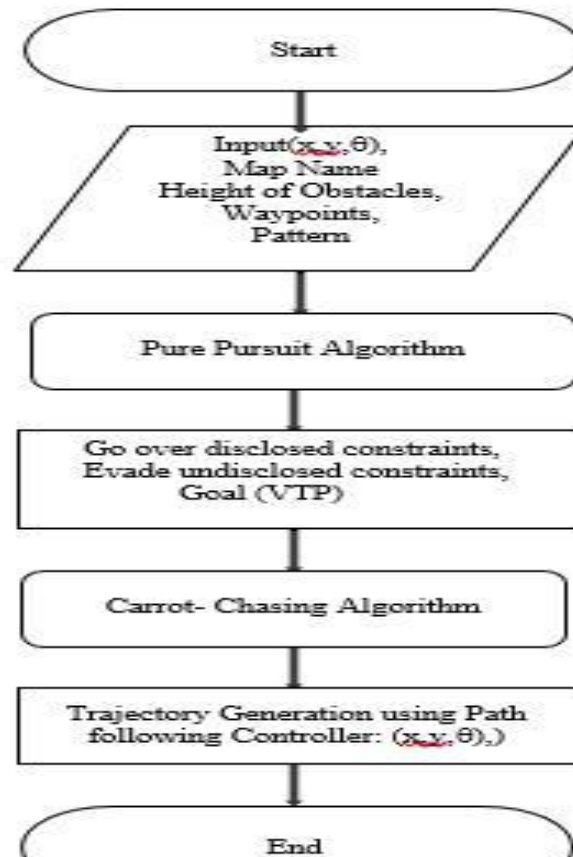 Start
Input(x,y,θ),
Map Name
Height of Obstacles,
Waypoints,
Pattern
Pure Pursuit Algorithm
Go over disclosed constraints,
Evade undisclosed constraints,
Goal (VTP)
Carrot- Chasing Algorithm
Trajectory Generation using Path
following Controller: (x,y,θ),)
End